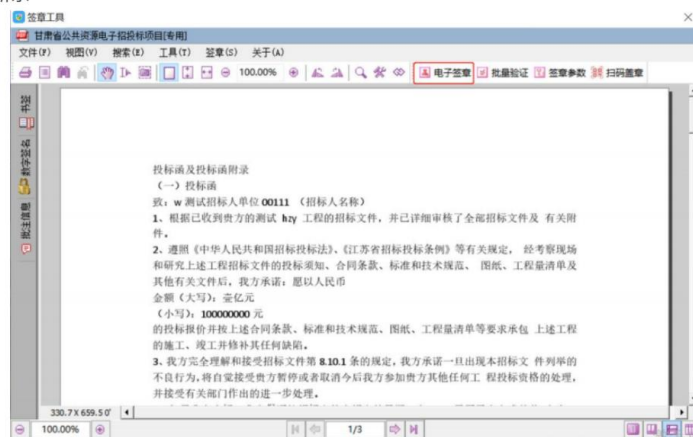 签章工具
甘肃省公共资源电子招投标项目[专用]
文件(F) 视图(V) 搜索(E) 工具(T) 签章(S) 关于(A)
100.00% 电子签章 批量验证 签章参数 扫码盖章
书签
数字签名
批注信息
投标函及投标函附录
(一)投标函
致：w 测试招标人单位 00111 （招标人名称）
1、根据已收到贵方的测试 hzy 工程的招标文件，并已详细审核了全部招标文件及 有关附
件。
2、遵照《中华人民共和国招标投标法》、《江苏省招标投标条例》等有关规定， 经考察现场
和研究上述工程招标文件的投标须知、合同条款、标准和技术规范、 图纸、工程量清单及
其他有关文件后，我方承诺：愿以人民币
金额（大写）：壹亿元
（小写）：100000000 元
的投标报价并按上述合同条款、标准和技术规范、图纸、工程量清单等要求承包 上述工程
的施工、竣工并修补其任何缺陷。
3、我方完全理解和接受招标文件第 8.10.1 条的规定，我方承诺一旦出现本招标文 件列举的
不良行为，将自觉接受贵方暂停或者取消今后我方参加贵方其他任何工 程投标资格的处理，
并接受有关部门作出的进一步处理。
330.7 X 659.5 0'
100.00% 1/3